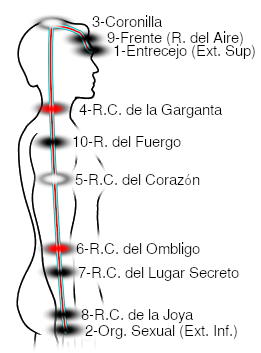 3-Coronilla
9-Frente (R. del Aire)
1-Entrecejo (Ext. Sup)
4-R.C. de la Garganta
10-R. del Fuergo
5-R.C. del Corazón
6-R.C. del Ombligo
7-R.C. del Lugar Secreto
8-R.C. de la Joya
2-Org. Sexual (Ext. Inf.)